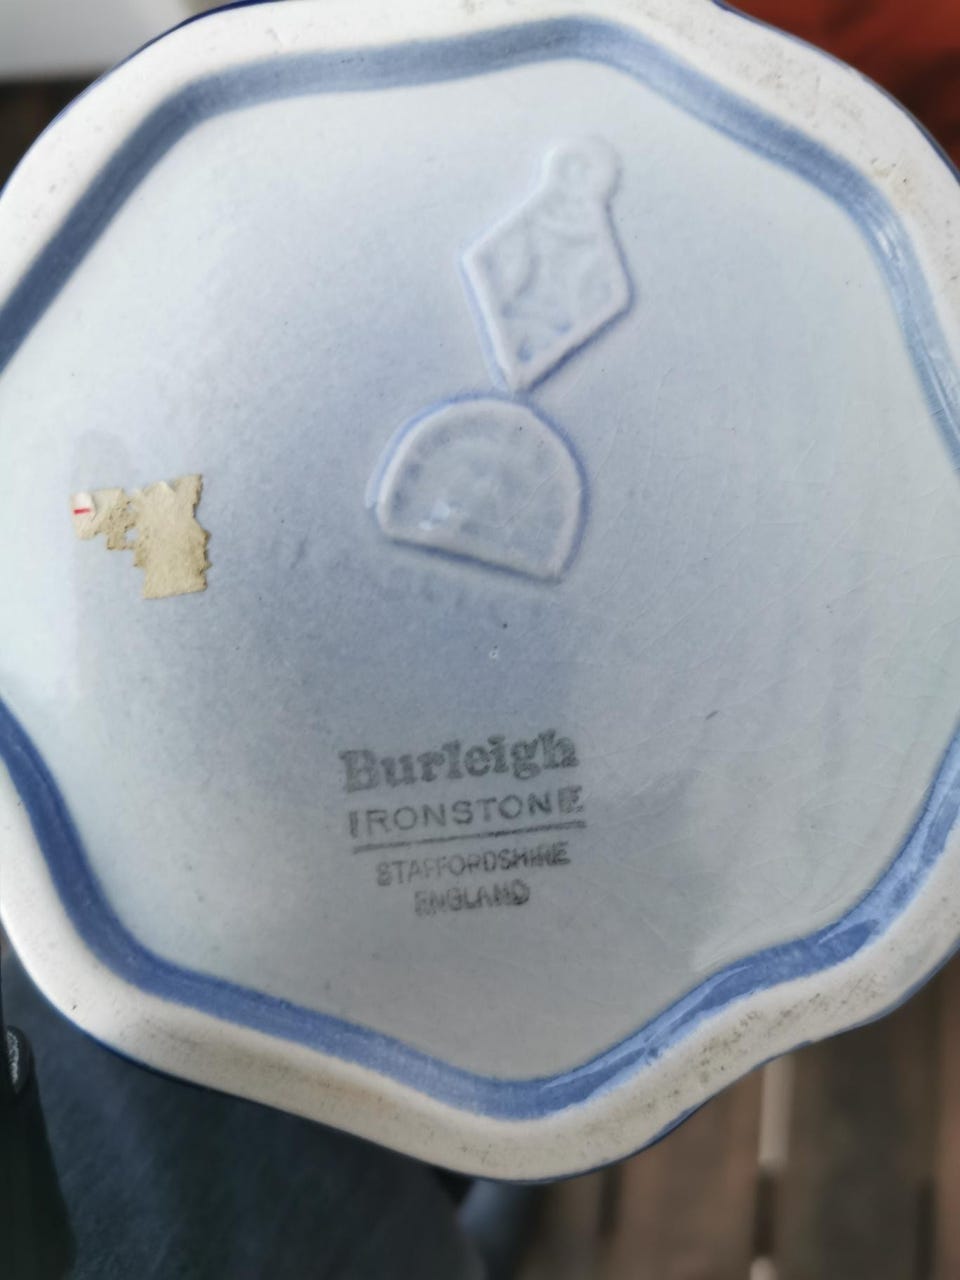 Burleigh
IRONSTONE
STAFFORDSHIRE
ENGLAND